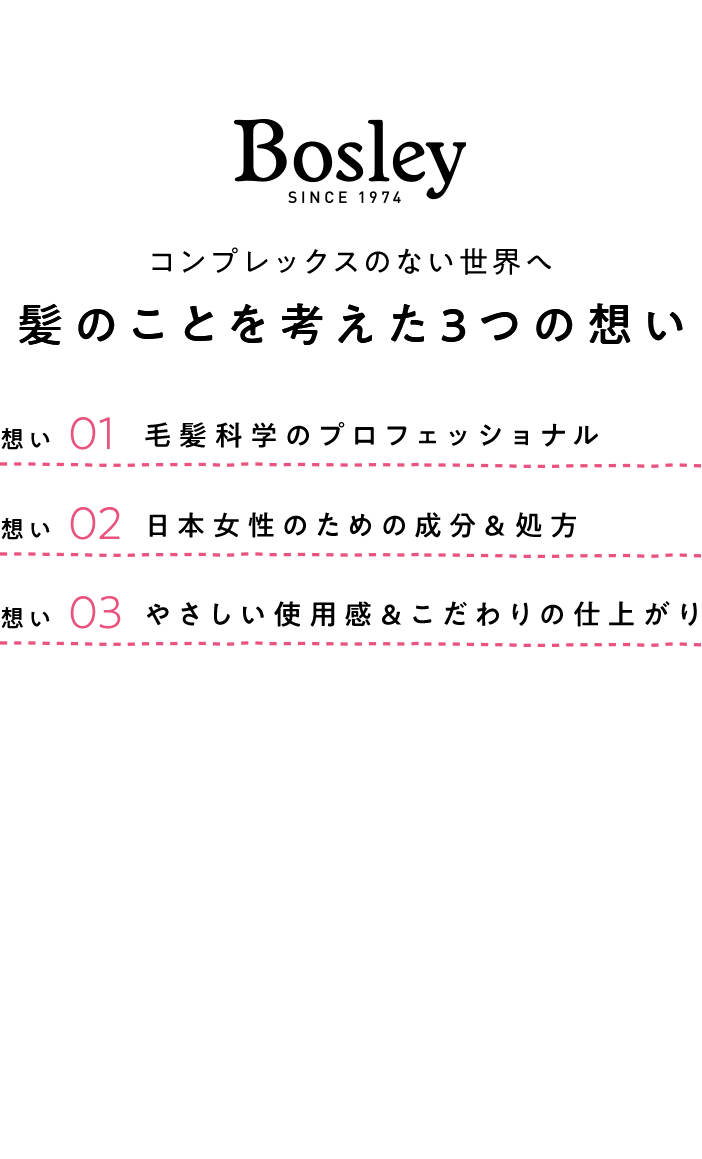 Bosley
SINCE 1974
コンプレックスのない世界へ
髪のことを考えた3つの想い
想い 01 毛髪科学のプロフェッショナル
想い 02 日本女性のための成分&処方
想い 03 やさしい使用感&こだわりの仕上がり